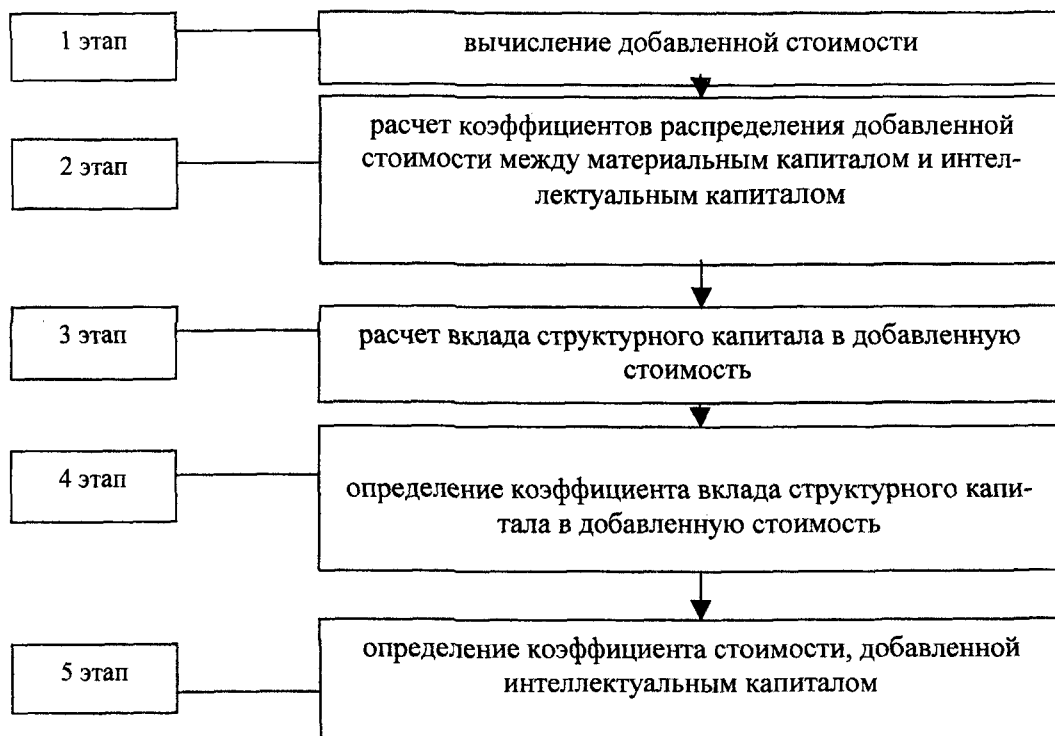 1 этап
вычисление добавленной стоимости
2 этап
расчет коэффициентов распределения добавленной
стоимости между материальным капиталом и интел-
лектуальным капиталом
3 этап
расчет вклада структурного капитала в добавленную
стоимость
4 этап
определение коэффициента вклада структурного капи-
тала в добавленную стоимость
5 этап
определение коэффициента стоимости, добавленной
интеллектуальным капиталом